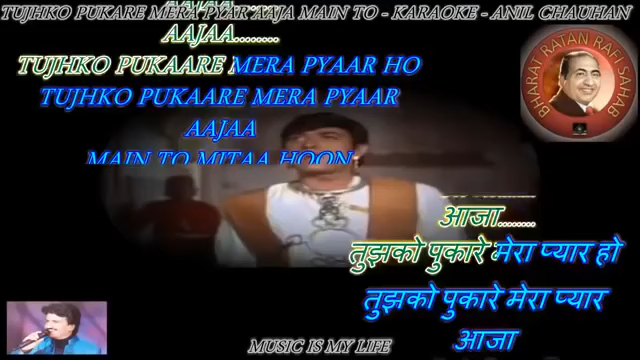 TUJHKO PUKARE MERA PYAR AAJA MAIN TO - KARAOKE - ANIL CHAUHAN
AAJAA........
TUJHKO PUKAARE MERA PYAAR HO
TUJHKO PUKAARE MERA PYAAR
AAJAA
MAIN TO MITAA HOON
BHARAT RATAN RAFI SAHAB
आजा........
तुझको पुकारे मेरा प्यार हो
तुझको पुकारे मेरा प्यार
आजा
MUSIC IS MY LIFE